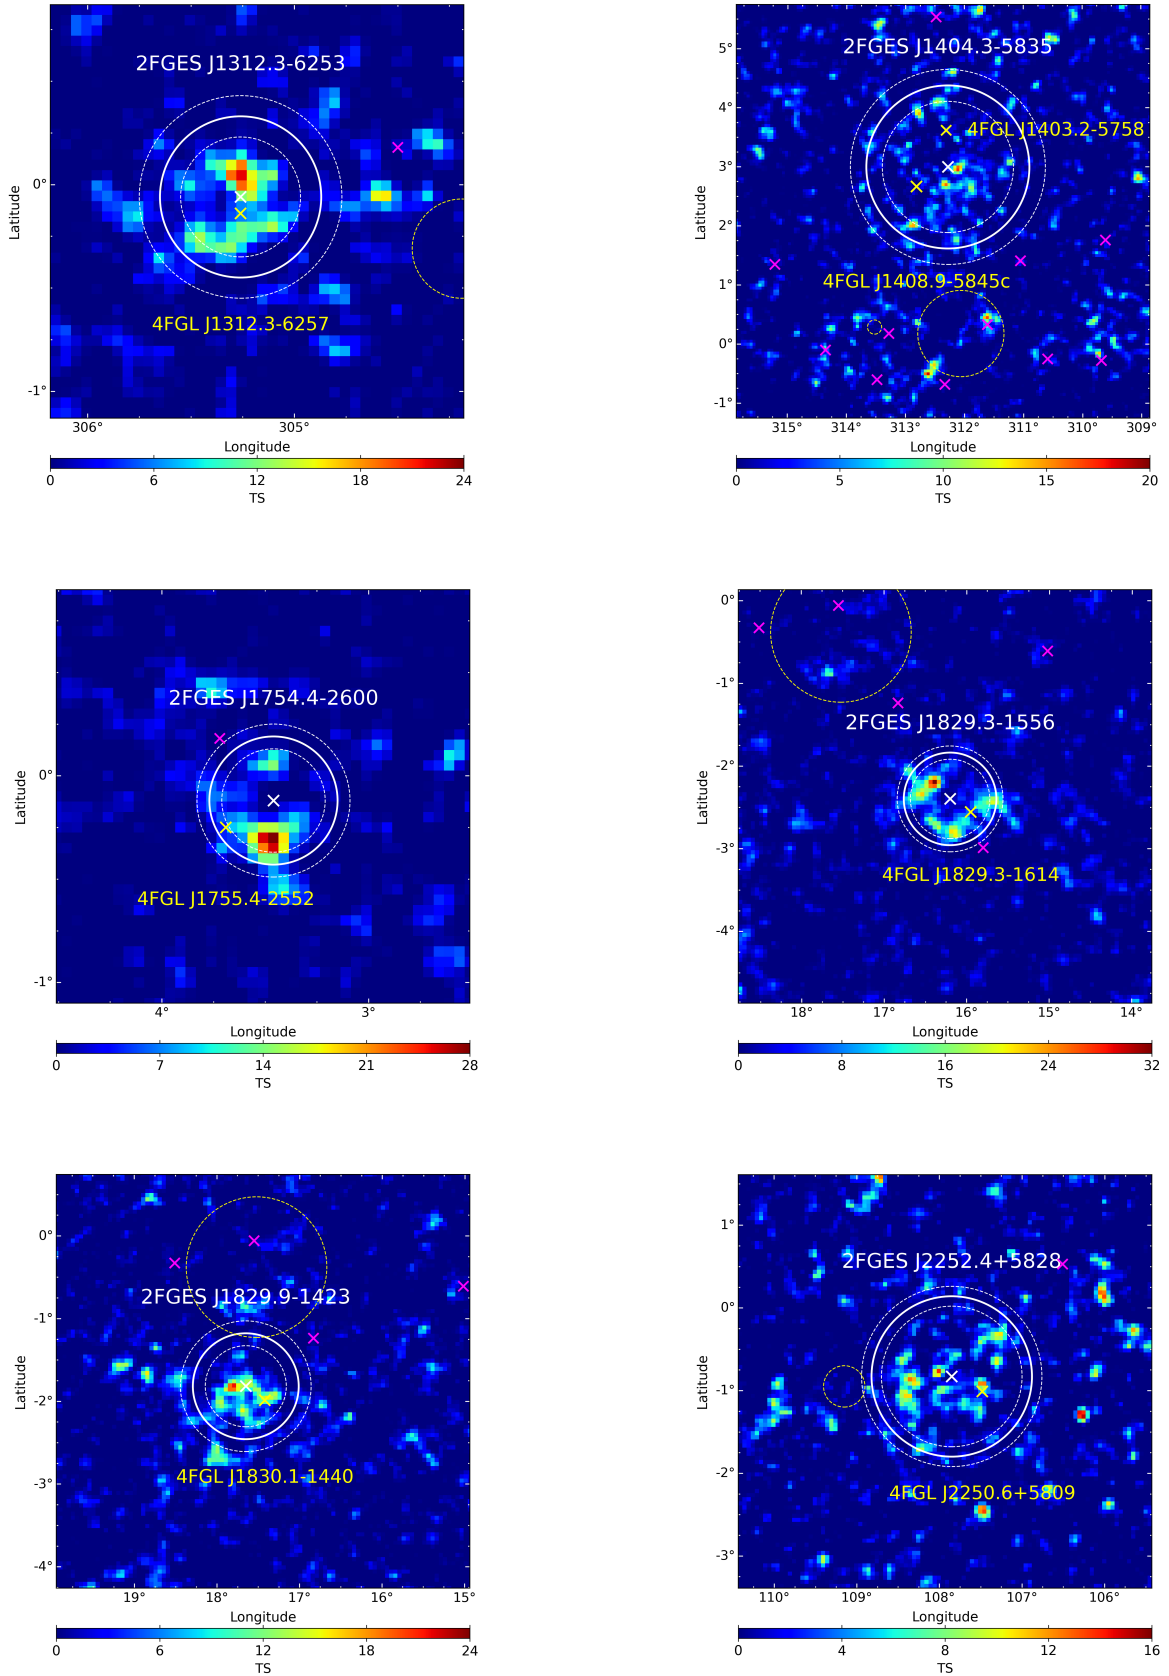 2FGES J1312.3-6253
4FGL J1312.3-6257
Latitude
0°
-1°
306°
305°
Longitude
0
6
12
18
24
TS
2FGES J1404.3-5835
4FGL J1403.2-5758
4FGL J1408.9-5845c
Latitude
5°
4°
3°
2°
1°
0°
-1°
315°
314°
313°
312°
311°
310°
309°
Longitude
0
5
10
15
20
TS
2FGES J1754.4-2600
4FGL J1755.4-2552
Latitude
0°
-1°
4°
3°
Longitude
0
7
14
21
28
TS
2FGES J1829.3-1556
4FGL J1829.3-1614
Latitude
0°
-1°
-2°
-3°
-4°
18°
17°
16°
15°
14°
Longitude
0
8
16
24
32
TS
2FGES J1829.9-1423
4FGL J1830.1-1440
Latitude
0°
-1°
-2°
-3°
-4°
19°
18°
17°
16°
15°
Longitude
0
6
12
18
24
TS
2FGES J2252.4+5828
4FGL J2250.6+5809
Latitude
1°
0°
-1°
-2°
-3°
110°
109°
108°
107°
106°
Longitude
0
4
8
12
16
TS